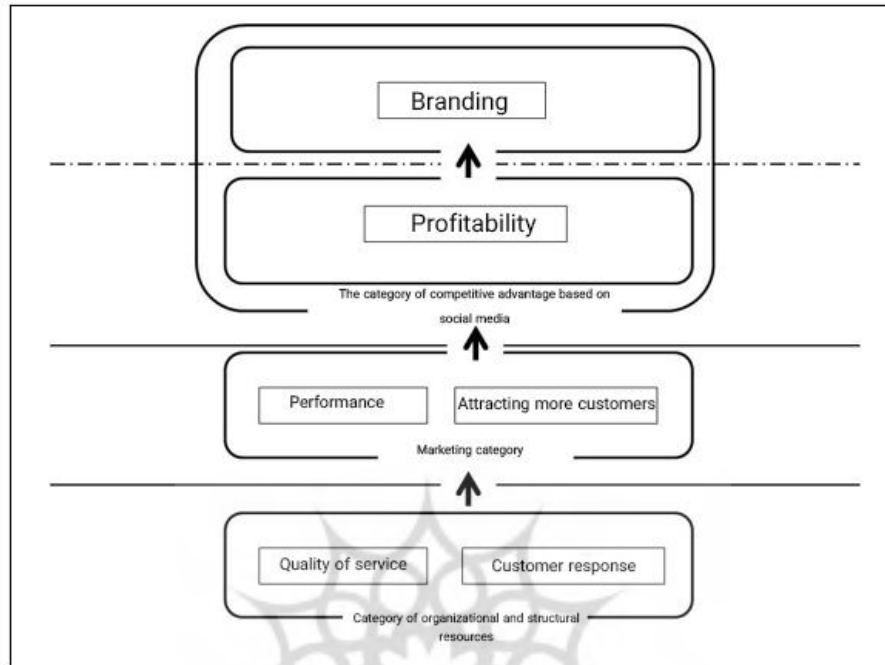 Branding
Profitability
The category of competitive advantage based on
social media
Performance
Attracting more customers
Marketing category
Quality of service
Customer response
Category of organizational and structural
resources